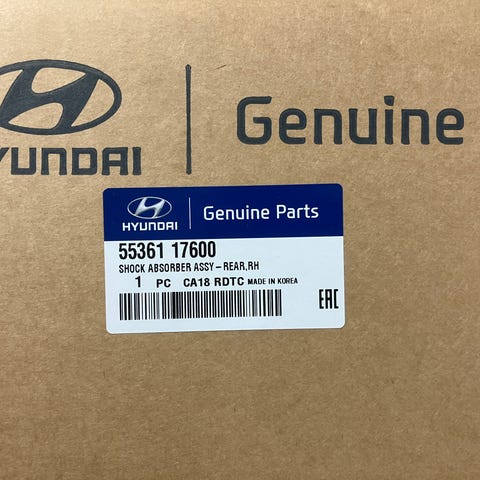 HYUNDAI | Genuine
HYUNDAI | Genuine Parts
55361 17600
SHOCK ABSORBER ASSY-REAR,RH
1 PC CA18 RDTC MADE IN KOREA
EAC